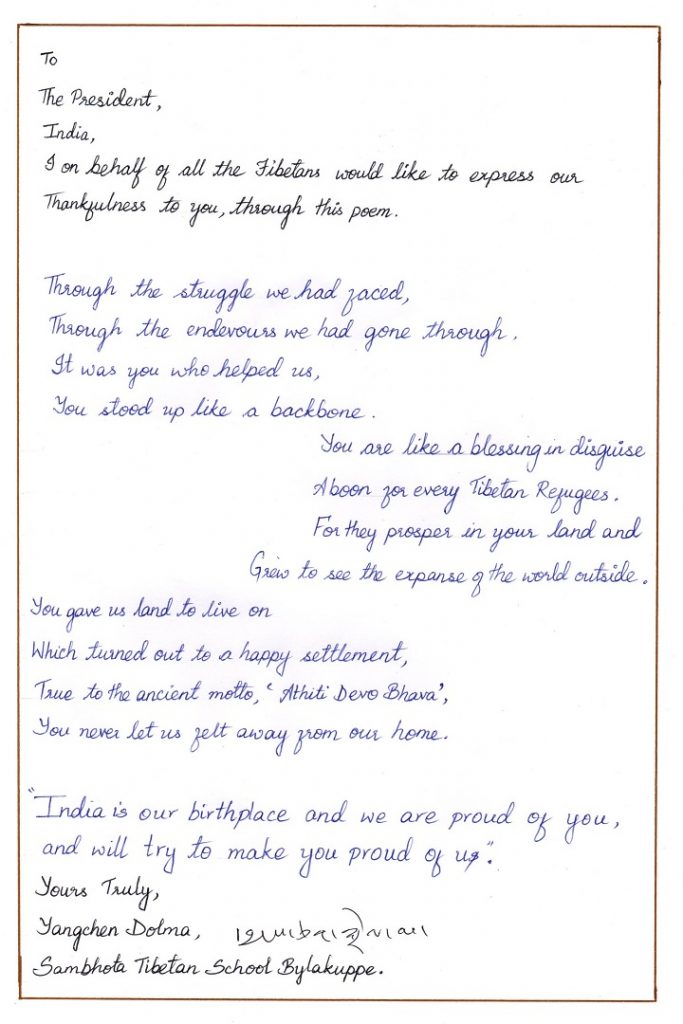 To
The President,
India,
I on behalf of all the Tibetans would like to express our
Thankfulness to you, through this poem.
Through the struggle we had faced,
Through the endevours we had gone through.
It was you who helped us,
You stood up like a backbone.
You are like a blessing in disguise
A boon for every Tibetan Refugees.
For they prosper in your land and
Grew to see the expanse of the world outside.
You gave us land to live on
Which turned out to a happy settlement,
True to the ancient motto, ‘Athiti Devo Bhava’,
You never let us felt away from our home.
"India is our birthplace and we are proud of you,
and will try to make you proud of us".
Yours Truly,
Yangchen Dolma,
Sambhota Tibetan School Bylakuppe.